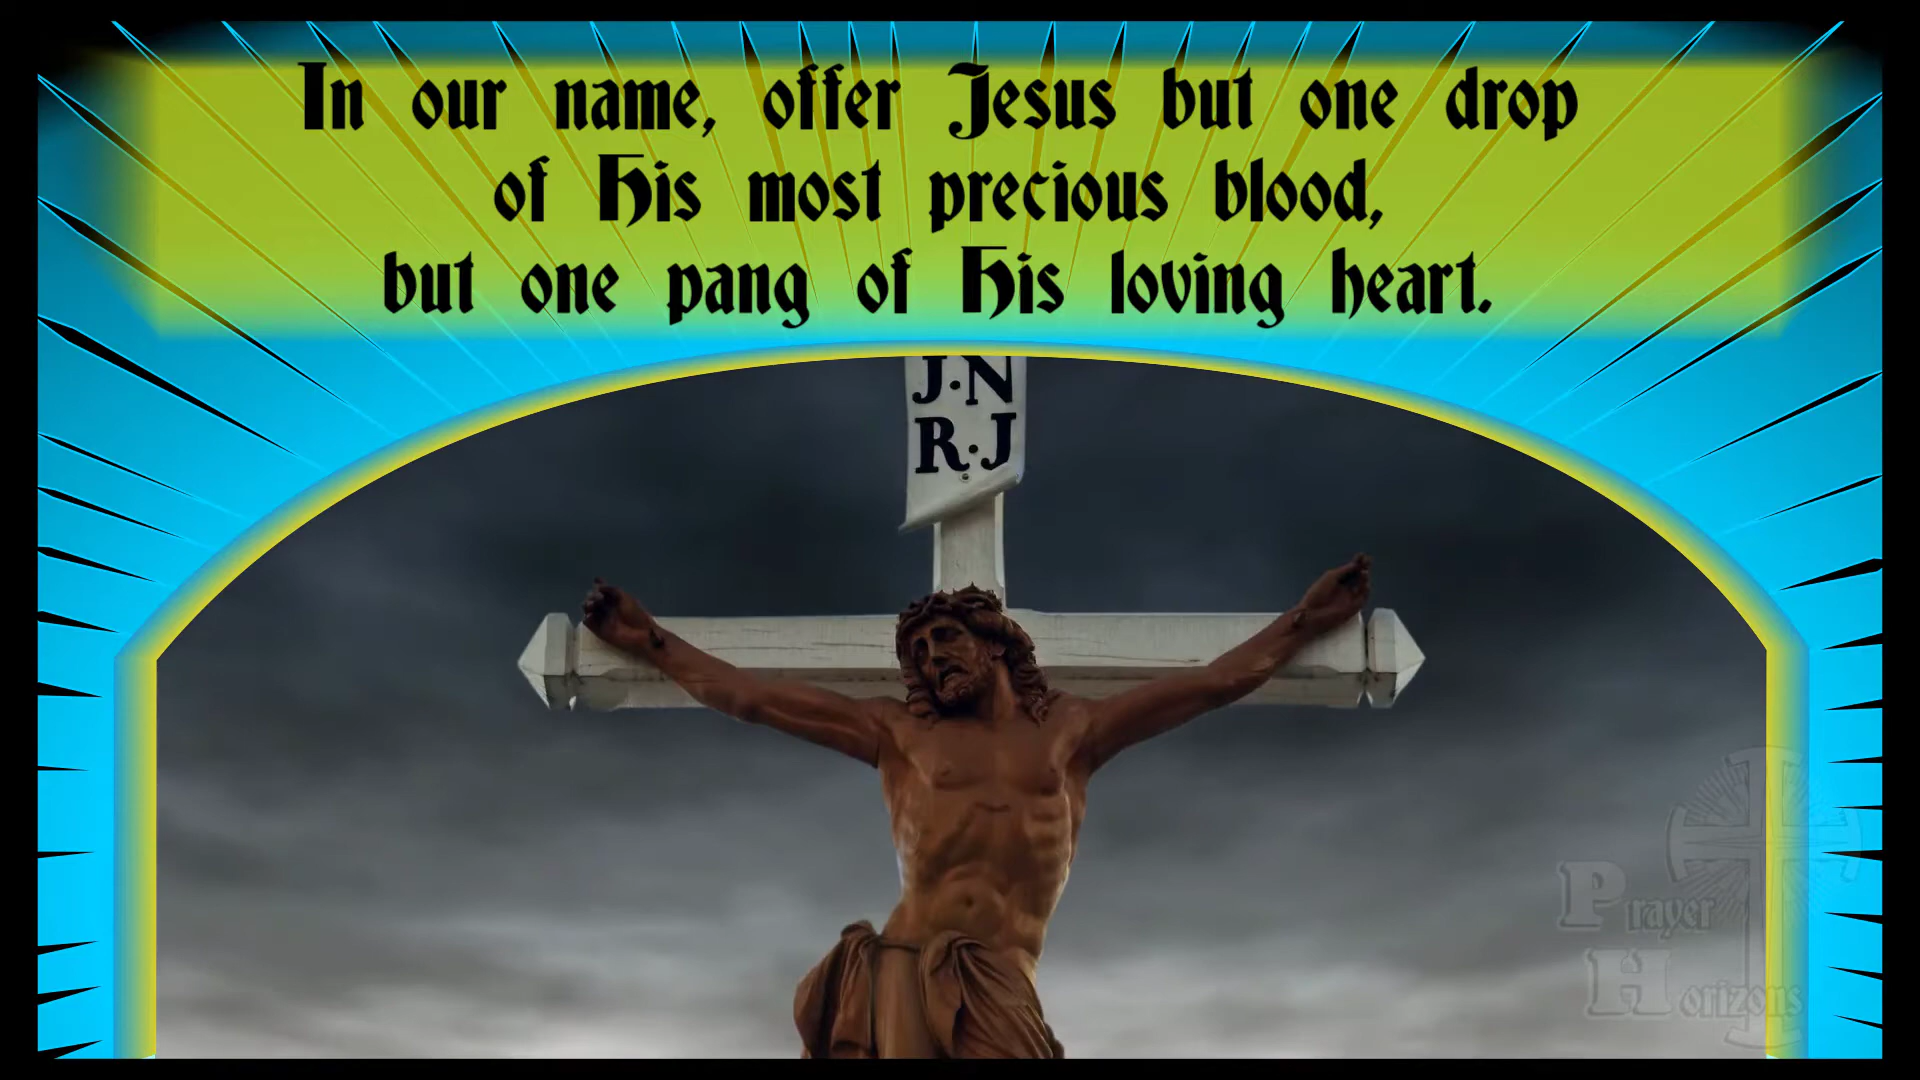 In our name, offer Jesus but one drop
of His most precious blood,
but one pang of His loving heart.
J·N
R·J
Prayer
Horizons